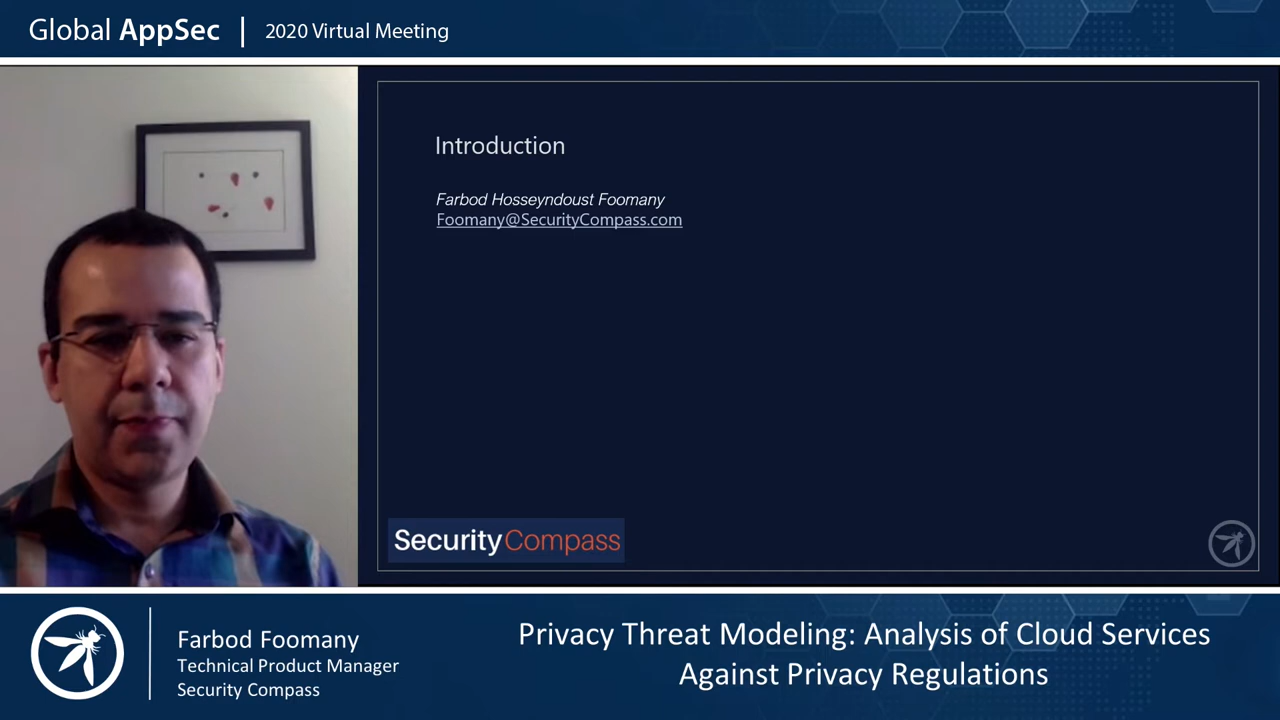 Global AppSec | 2020 Virtual Meeting
Introduction
Farbod Hosseyndoust Foomany
Foomany@SecurityCompass.com
SecurityCompass
Farbod Foomany
Technical Product Manager
Security Compass
Privacy Threat Modeling: Analysis of Cloud Services
Against Privacy Regulations